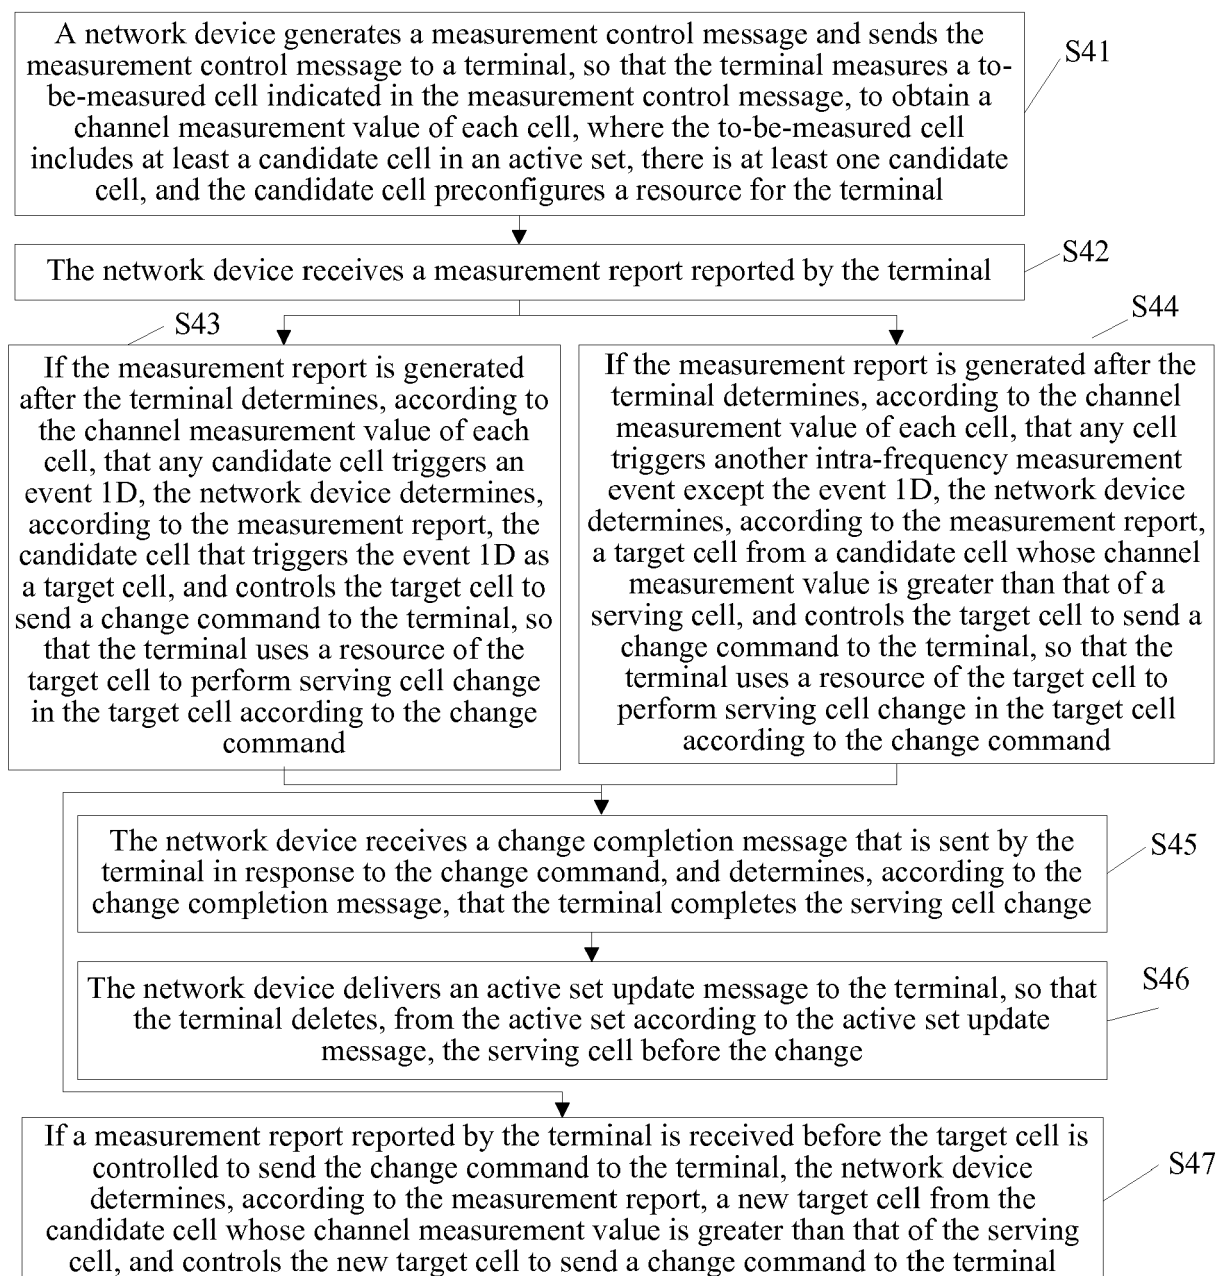 A network device generates a measurement control message and sends the
measurement control message to a terminal, so that the terminal measures a to-
be-measured cell indicated in the measurement control message, to obtain a
channel measurement value of each cell, where the to-be-measured cell
includes at least a candidate cell in an active set, there is at least one candidate
cell, and the candidate cell preconfigures a resource for the terminal
S41
The network device receives a measurement report reported by the terminal
S42
S43
If the measurement report is generated
after the terminal determines, according to
the channel measurement value of each
cell, that any candidate cell triggers an
event 1D, the network device determines,
according to the measurement report, the
candidate cell that triggers the event 1D as
a target cell, and controls the target cell to
send a change command to the terminal, so
that the terminal uses a resource of the
target cell to perform serving cell change
in the target cell according to the change
command
S44
If the measurement report is generated after the
terminal determines, according to the channel
measurement value of each cell, that any cell
triggers another intra-frequency measurement
event except the event 1D, the network device
determines, according to the measurement report,
a target cell from a candidate cell whose channel
measurement value is greater than that of a
serving cell, and controls the target cell to send a
change command to the terminal, so that the
terminal uses a resource of the target cell to
perform serving cell change in the target cell
according to the change command
The network device receives a change completion message that is sent by the
terminal in response to the change command, and determines, according to the
change completion message, that the terminal completes the serving cell change
S45
The network device delivers an active set update message to the terminal, so that
the terminal deletes, from the active set according to the active set update
message, the serving cell before the change
S46
If a measurement report reported by the terminal is received before the target cell is
controlled to send the change command to the terminal, the network device
determines, according to the measurement report, a new target cell from the
candidate cell whose channel measurement value is greater than that of the serving
cell, and controls the new target cell to send a change command to the terminal
S47